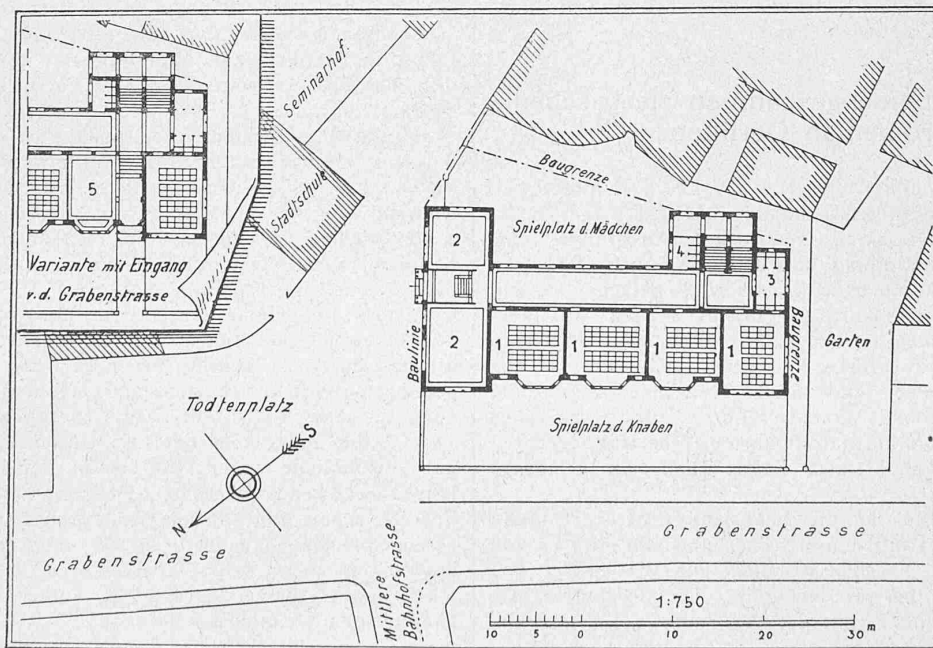 Seminarhof.
Stadtschule
5
Variante mit Eingang
v. d. Grabenstrasse
Baugrenze
Spielplatz d. Mädchen
2
4
3
Baulinie
2
1
1
1
1
Baugrenze
Garten
Spielplatz d. Knaben
Todtenplatz
S
N
Grabenstrasse
Grabenstrasse
Mittlere
Bahnhofstrasse
1:750
10 5 0 10 20 30 m